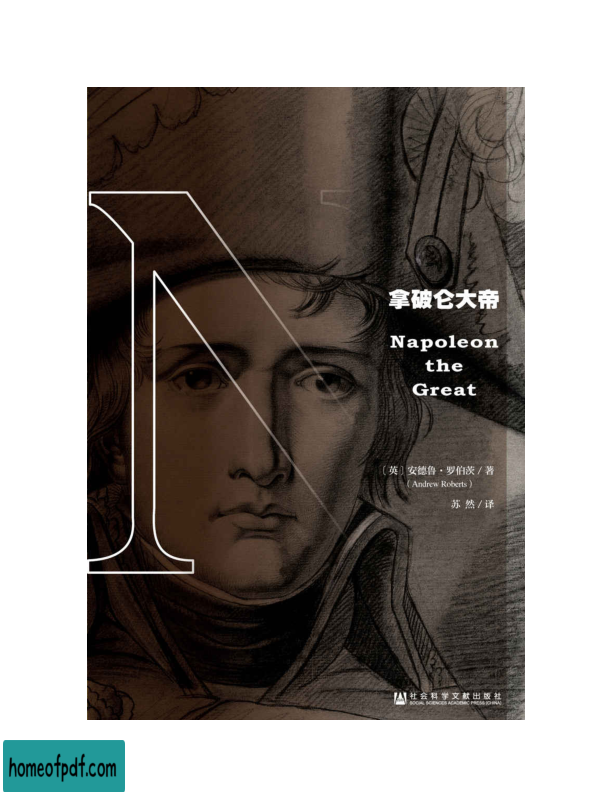 拿破仑大帝
Napoleon
the
Great
〔英〕安德鲁·罗伯茨/著
(Andrew Roberts)
苏 然/译
社会科学文献出版社
SOCIAL SCIENCES ACADEMIC PRESS (CHINA)
homeofpdf.com